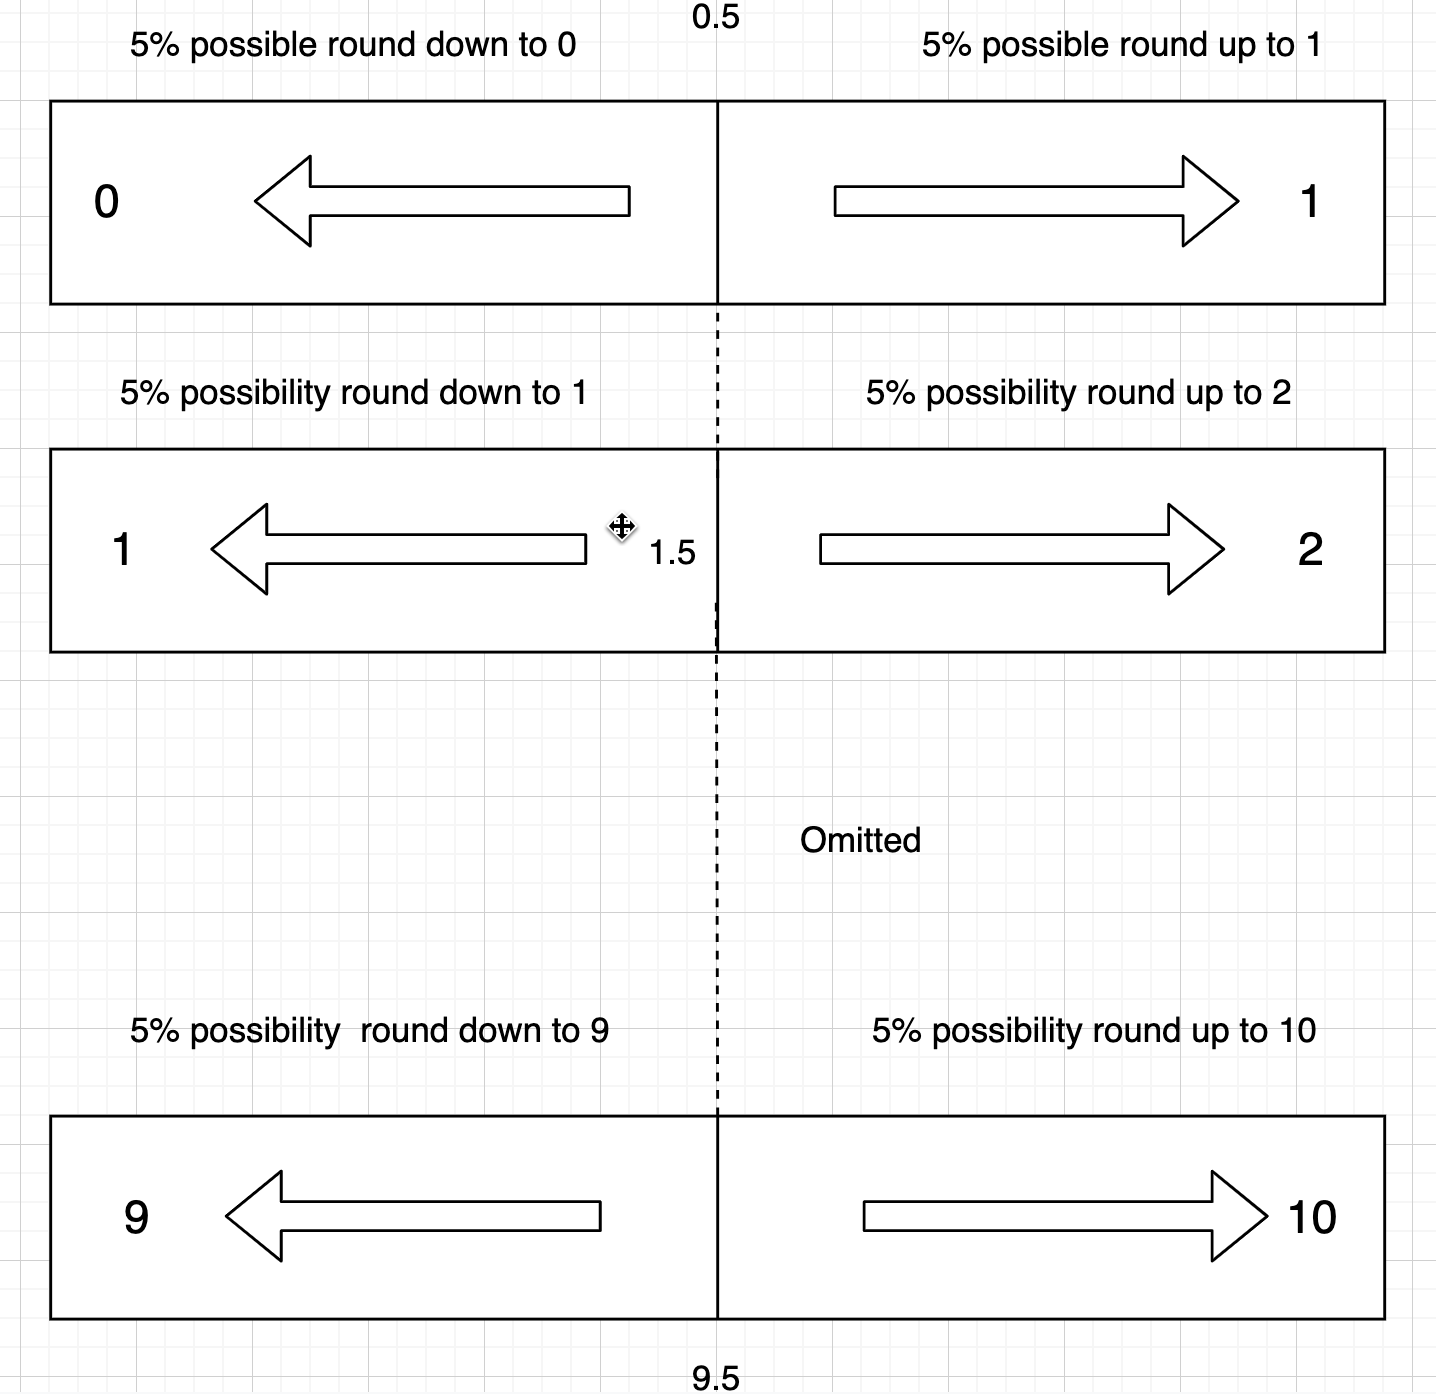 0.5
5% possible round down to 0
5% possible round up to 1
0
1
5% possibility round down to 1
5% possibility round up to 2
1
1.5
2
Omitted
5% possibility  round down to 9
5% possibility round up to 10
9
10
9.5